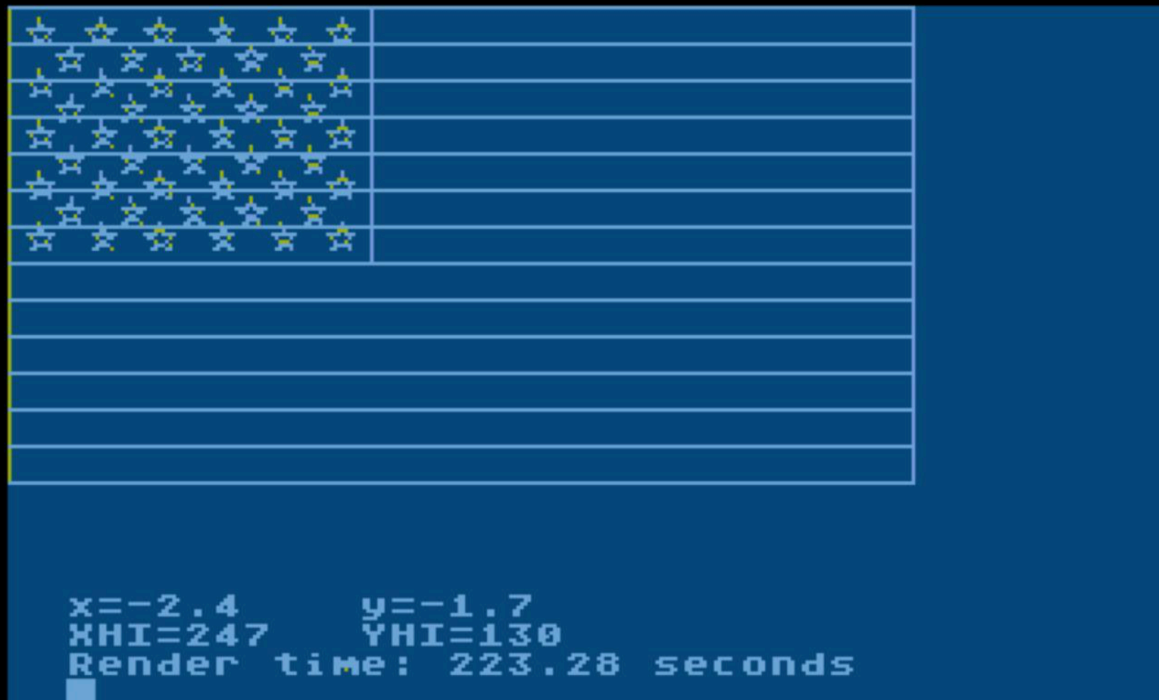 x=-2.4 y=-1.7
XHI=247 YHI=130
Render time: 223.28 seconds